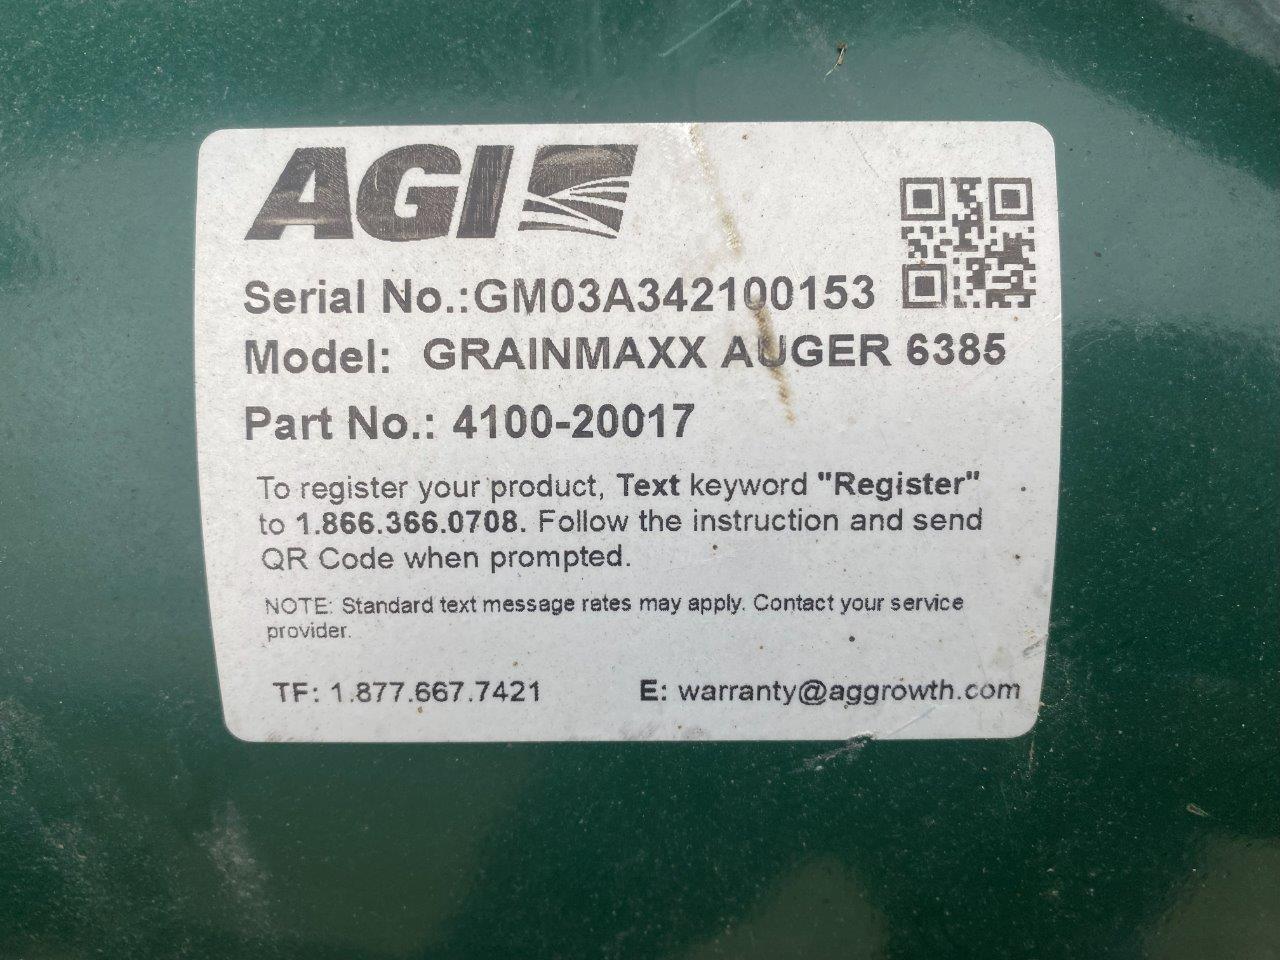 AGI
Serial No.:GM03A342100153
Model: GRAINMAXX AUGER 6385
Part No.: 4100-20017
To register your product, Text keyword "Register"
to 1.866.366.0708. Follow the instruction and send
QR Code when prompted.
NOTE: Standard text message rates may apply. Contact your service
provider.
TF: 1.877.667.7421 E: warranty@aggrowth.com